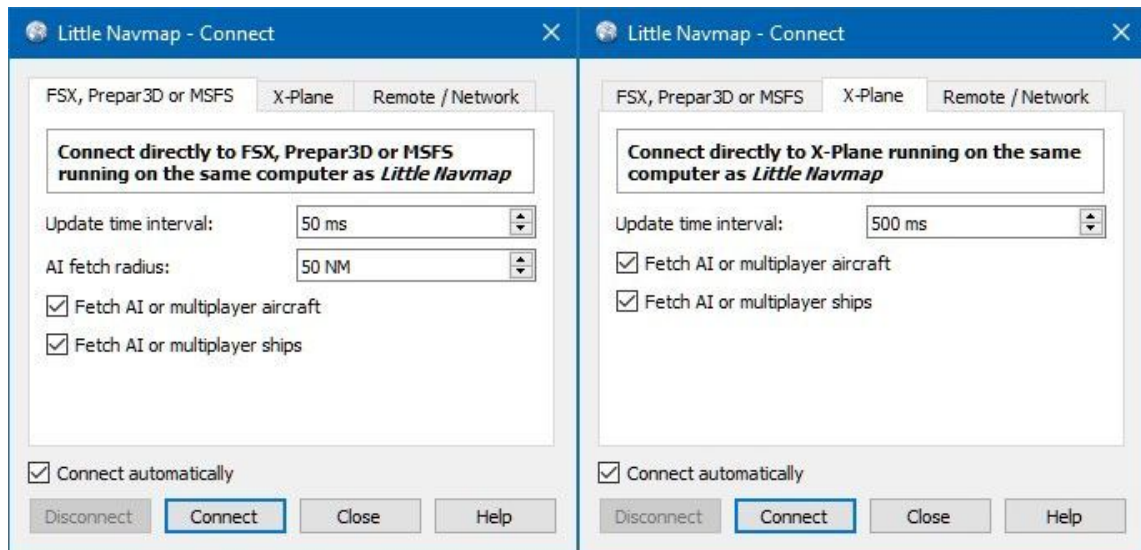 Little Navmap - Connect
FSX, Prepar3D or MSFS
X-Plane
Remote / Network
Connect directly to FSX, Prepar3D or MSFS
running on the same computer as Little Navmap
Update time interval:
50 ms
AI fetch radius:
50 NM
Fetch AI or multiplayer aircraft
Fetch AI or multiplayer ships
Connect automatically
Disconnect
Connect
Close
Help
Little Navmap - Connect
FSX, Prepar3D or MSFS
X-Plane
Remote / Network
Connect directly to X-Plane running on the same
computer as Little Navmap
Update time interval:
500 ms
Fetch AI or multiplayer aircraft
Fetch AI or multiplayer ships
Connect automatically
Disconnect
Connect
Close
Help